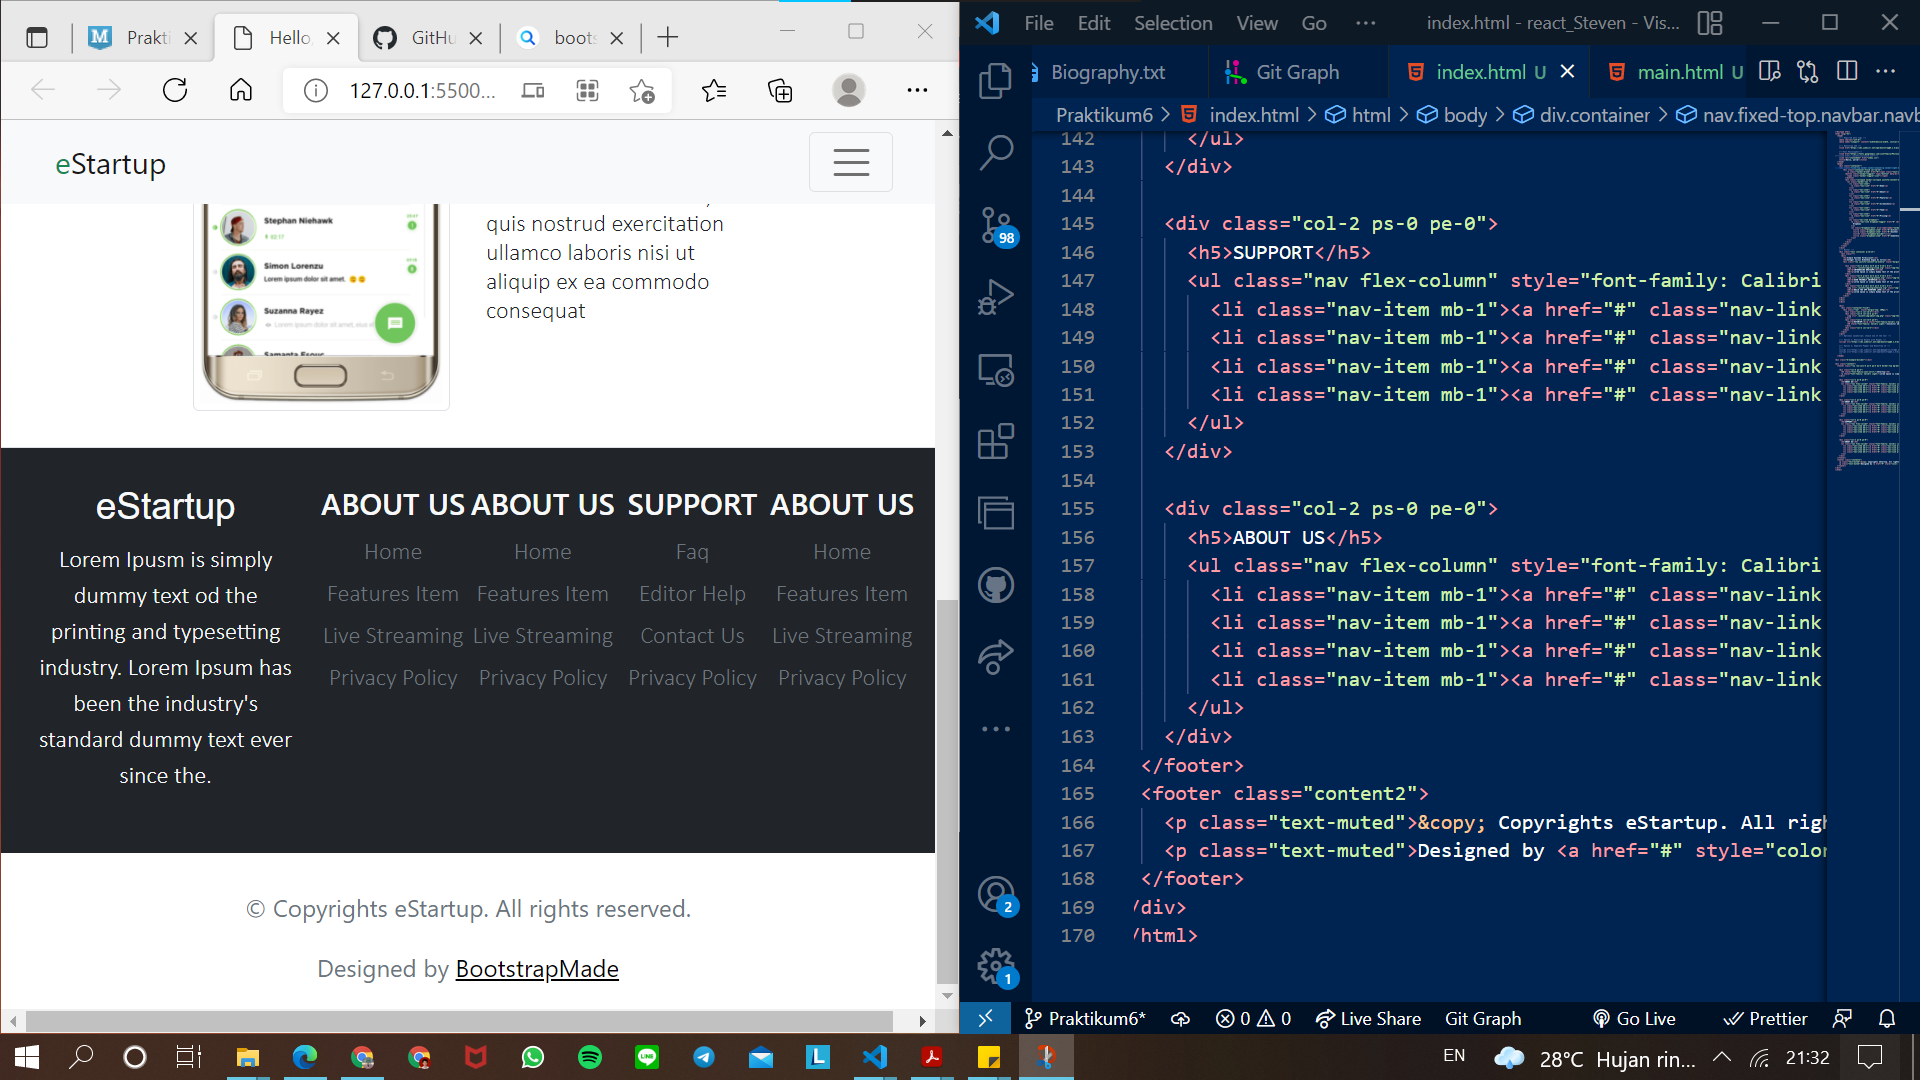 Prakti
Hello,
GitHu
boots
127.0.0.1:5500...
eStartup
Stephan Niehawk
Simon Lorenzu
Lorem ipsum dolor sit amet.
Suzanna Rayez
quis nostrud exercitation
ullamco laboris nisi ut
aliquip ex ea commodo
consequat
eStartup
Lorem Ipusm is simply
dummy text od the
printing and typesetting
industry. Lorem Ipsum has
been the industry's
standard dummy text ever
since the.
ABOUT US
Home
Features Item
Live Streaming
Privacy Policy
ABOUT US
Home
Features Item
Live Streaming
Privacy Policy
SUPPORT
Faq
Editor Help
Contact Us
Privacy Policy
ABOUT US
Home
Features Item
Live Streaming
Privacy Policy
© Copyrights eStartup. All rights reserved.
Designed by BootstrapMade
File Edit Selection View Go ··· index.html - react_Steven - Vis...
Biography.txt Git Graph index.html U main.html U
Praktikum6 > index.html > html > body > div.container > nav.fixed-top.navbar.navb
98
2
1
142 </ul>
143 </div>
144
145 <div class="col-2 ps-0 pe-0">
146 <h5>SUPPORT</h5>
147 <ul class="nav flex-column" style="font-family: Calibri
148 <li class="nav-item mb-1"><a href="#" class="nav-link
149 <li class="nav-item mb-1"><a href="#" class="nav-link
150 <li class="nav-item mb-1"><a href="#" class="nav-link
151 <li class="nav-item mb-1"><a href="#" class="nav-link
152 </ul>
153 </div>
154
155 <div class="col-2 ps-0 pe-0">
156 <h5>ABOUT US</h5>
157 <ul class="nav flex-column" style="font-family: Calibri
158 <li class="nav-item mb-1"><a href="#" class="nav-link
159 <li class="nav-item mb-1"><a href="#" class="nav-link
160 <li class="nav-item mb-1"><a href="#" class="nav-link
161 <li class="nav-item mb-1"><a href="#" class="nav-link
162 </ul>
163 </div>
164 </footer>
165 <footer class="content2">
166 <p class="text-muted">&copy; Copyrights eStartup. All righ
167 <p class="text-muted">Designed by <a href="#" style="color
168 </footer>
169 /div>
170 /html>
Praktikum6* 0 0 Live Share Git Graph Go Live Prettier
EN 28°C Hujan rin... 21:32